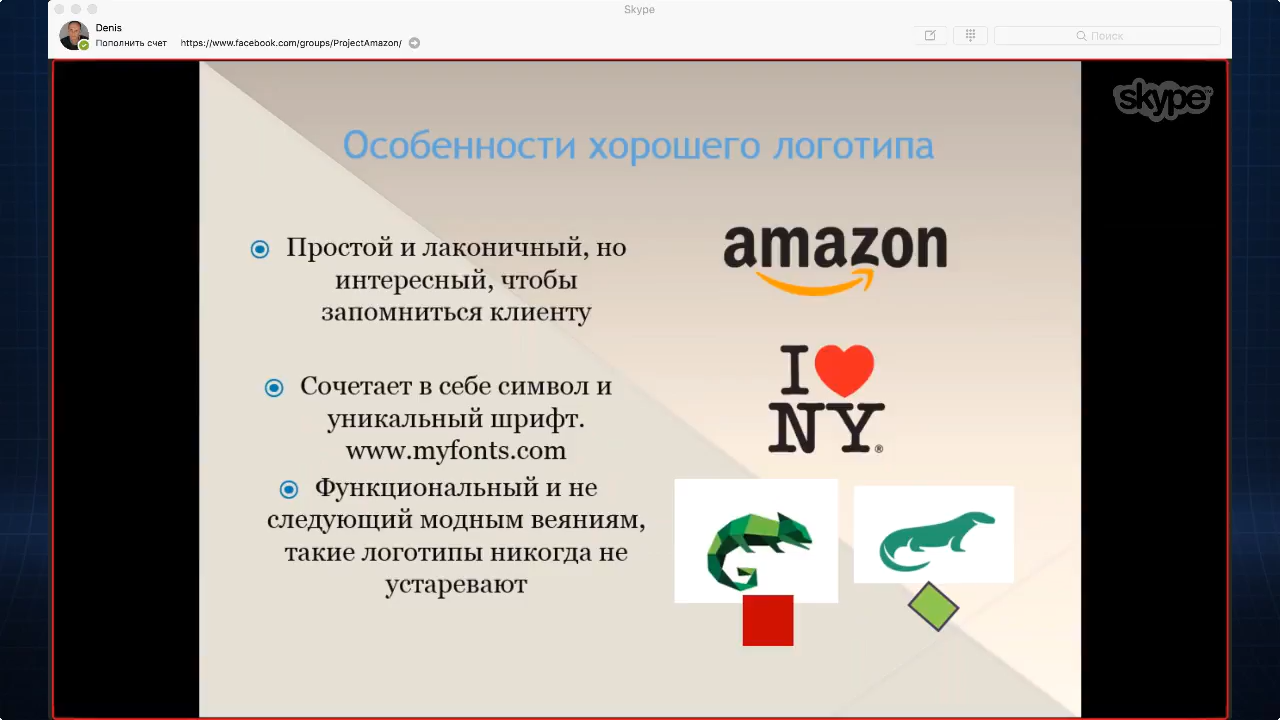 Skype
Denis
Пополнить счет https://www.facebook.com/groups/ProjectAmazon/
Поиск
skype™
Особенности хорошего логотипа
Простой и лаконичный, но
интересный, чтобы
запомниться клиенту
amazon
I
NY®
Сочетает в себе символ и
уникальный шрифт.
www.myfonts.com
Функциональный и не
следующий модным веяниям,
такие логотипы никогда не
устаревают